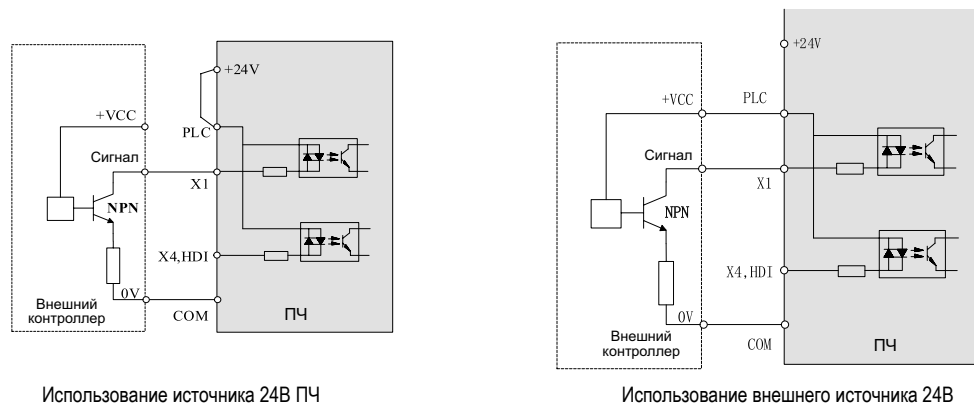 +24V
+VCC
PLC
Сигнал
X1
NPN
X4,HDI
0V
Внешний
контроллер
COM
ПЧ
Использование источника 24В ПЧ
+24V
+VCC
PLC
Сигнал
X1
NPN
X4,HDI
0V
Внешний
контроллер
COM
ПЧ
Использование внешнего источника 24В